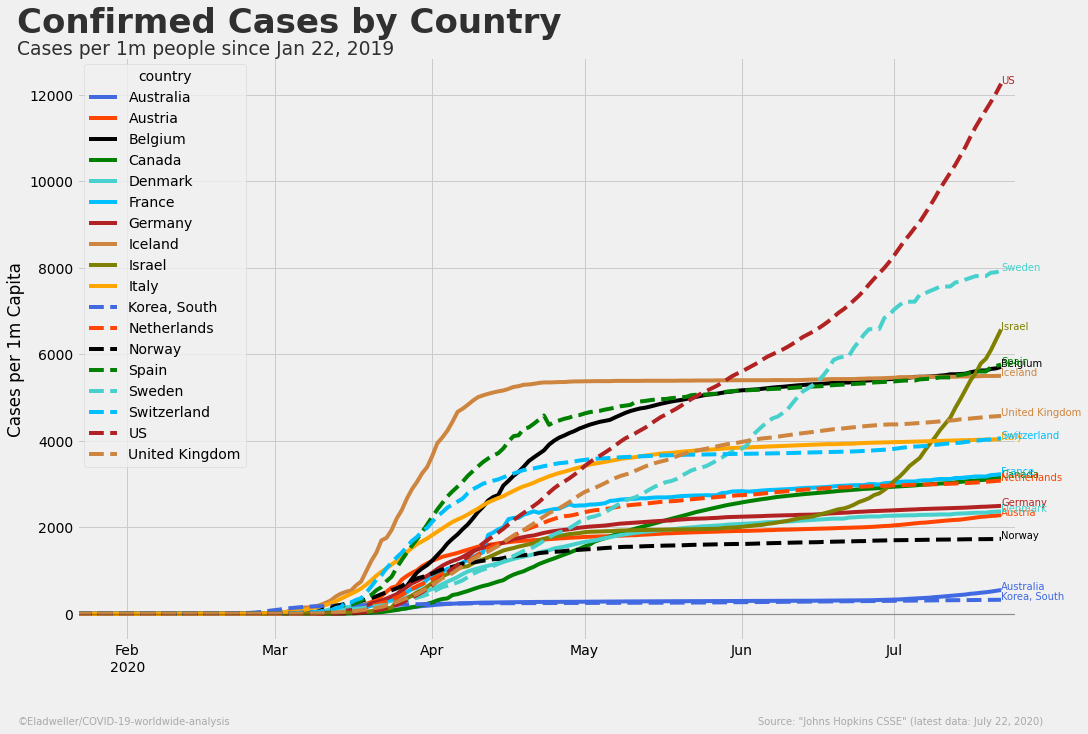 Confirmed Cases by Country
Cases per 1m people since Jan 22, 2019
country
Australia
Austria
Belgium
Canada
Denmark
France
Germany
Iceland
Israel
Italy
Korea, South
Netherlands
Norway
Spain
Sweden
Switzerland
US
United Kingdom
Cases per 1m Capita
12000
10000
8000
6000
4000
2000
0
US
Sweden
Israel
Spain
Belgium
Iceland
United Kingdom
Italy
Switzerland
France
Canada
Netherlands
Germany
Denmark
Austria
Norway
Australia
Korea, South
Feb
2020
Mar
Apr
May
Jun
Jul
©Eladweller/COVID-19-worldwide-analysis
Source: "Johns Hopkins CSSE" (latest data: July 22, 2020)